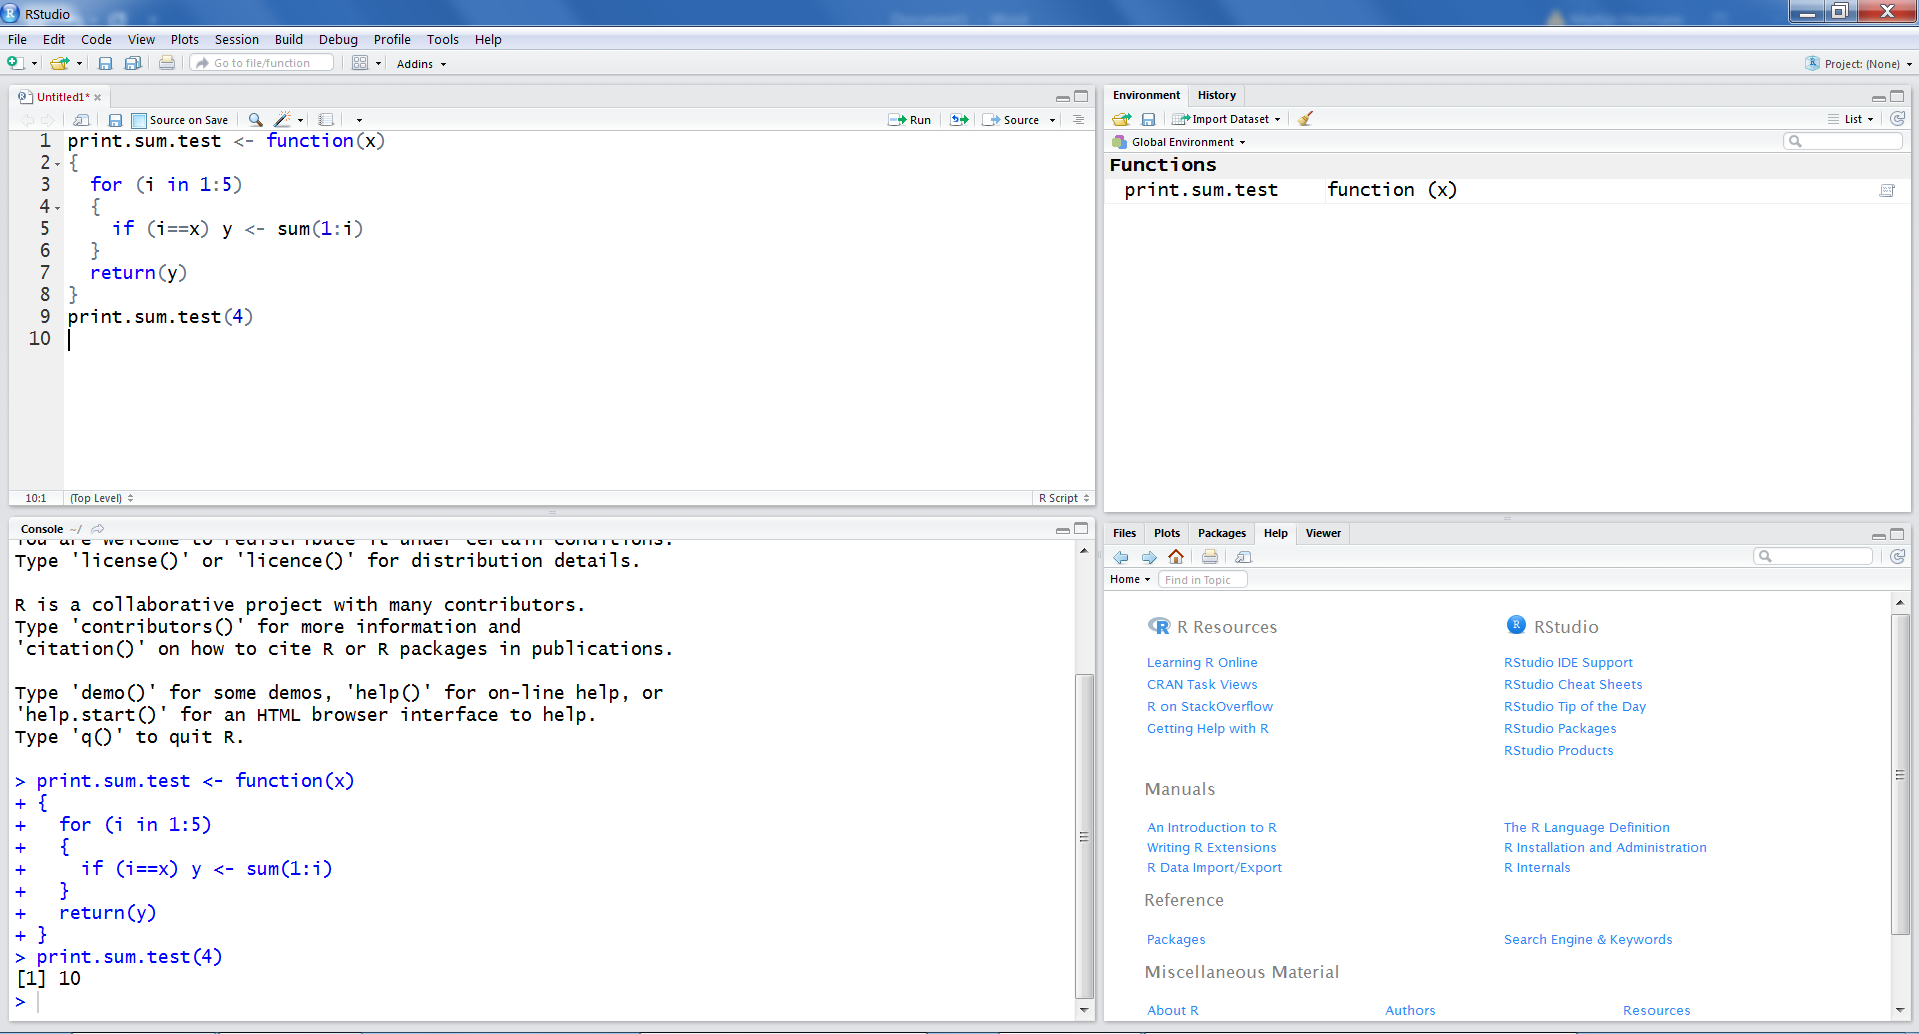 RStudio
File Edit Code View Plots Session Build Debug Profile Tools Help
Go to file/function Addins Project: (None)
Untitled1*
Source on Save Run Source
1 print.sum.test <- function(x)
2 {
3   for (i in 1:5)
4   {
5     if (i==x) y <- sum(1:i)
6   }
7   return(y)
8 }
9 print.sum.test(4)
10
10:1 (Top Level) R Script
Console ~/
You are welcome to redistribute it under certain conditions.
Type 'license()' or 'licence()' for distribution details.
R is a collaborative project with many contributors.
Type 'contributors()' for more information and
'citation()' on how to cite R or R packages in publications.
Type 'demo()' for some demos, 'help()' for on-line help, or
'help.start()' for an HTML browser interface to help.
Type 'q()' to quit R.
> print.sum.test <- function(x)
+ {
+   for (i in 1:5)
+   {
+     if (i==x) y <- sum(1:i)
+   }
+   return(y)
+ }
> print.sum.test(4)
[1] 10
>
Environment History
Import Dataset List
Global Environment
Functions
print.sum.test function (x)
Files Plots Packages Help Viewer
Home Find in Topic
R Resources RStudio
Learning R Online RStudio IDE Support
CRAN Task Views RStudio Cheat Sheets
R on StackOverflow RStudio Tip of the Day
Getting Help with R RStudio Packages
RStudio Products
Manuals
An Introduction to R The R Language Definition
Writing R Extensions R Installation and Administration
R Data Import/Export R Internals
Reference
Packages Search Engine & Keywords
Miscellaneous Material
About R Authors Resources